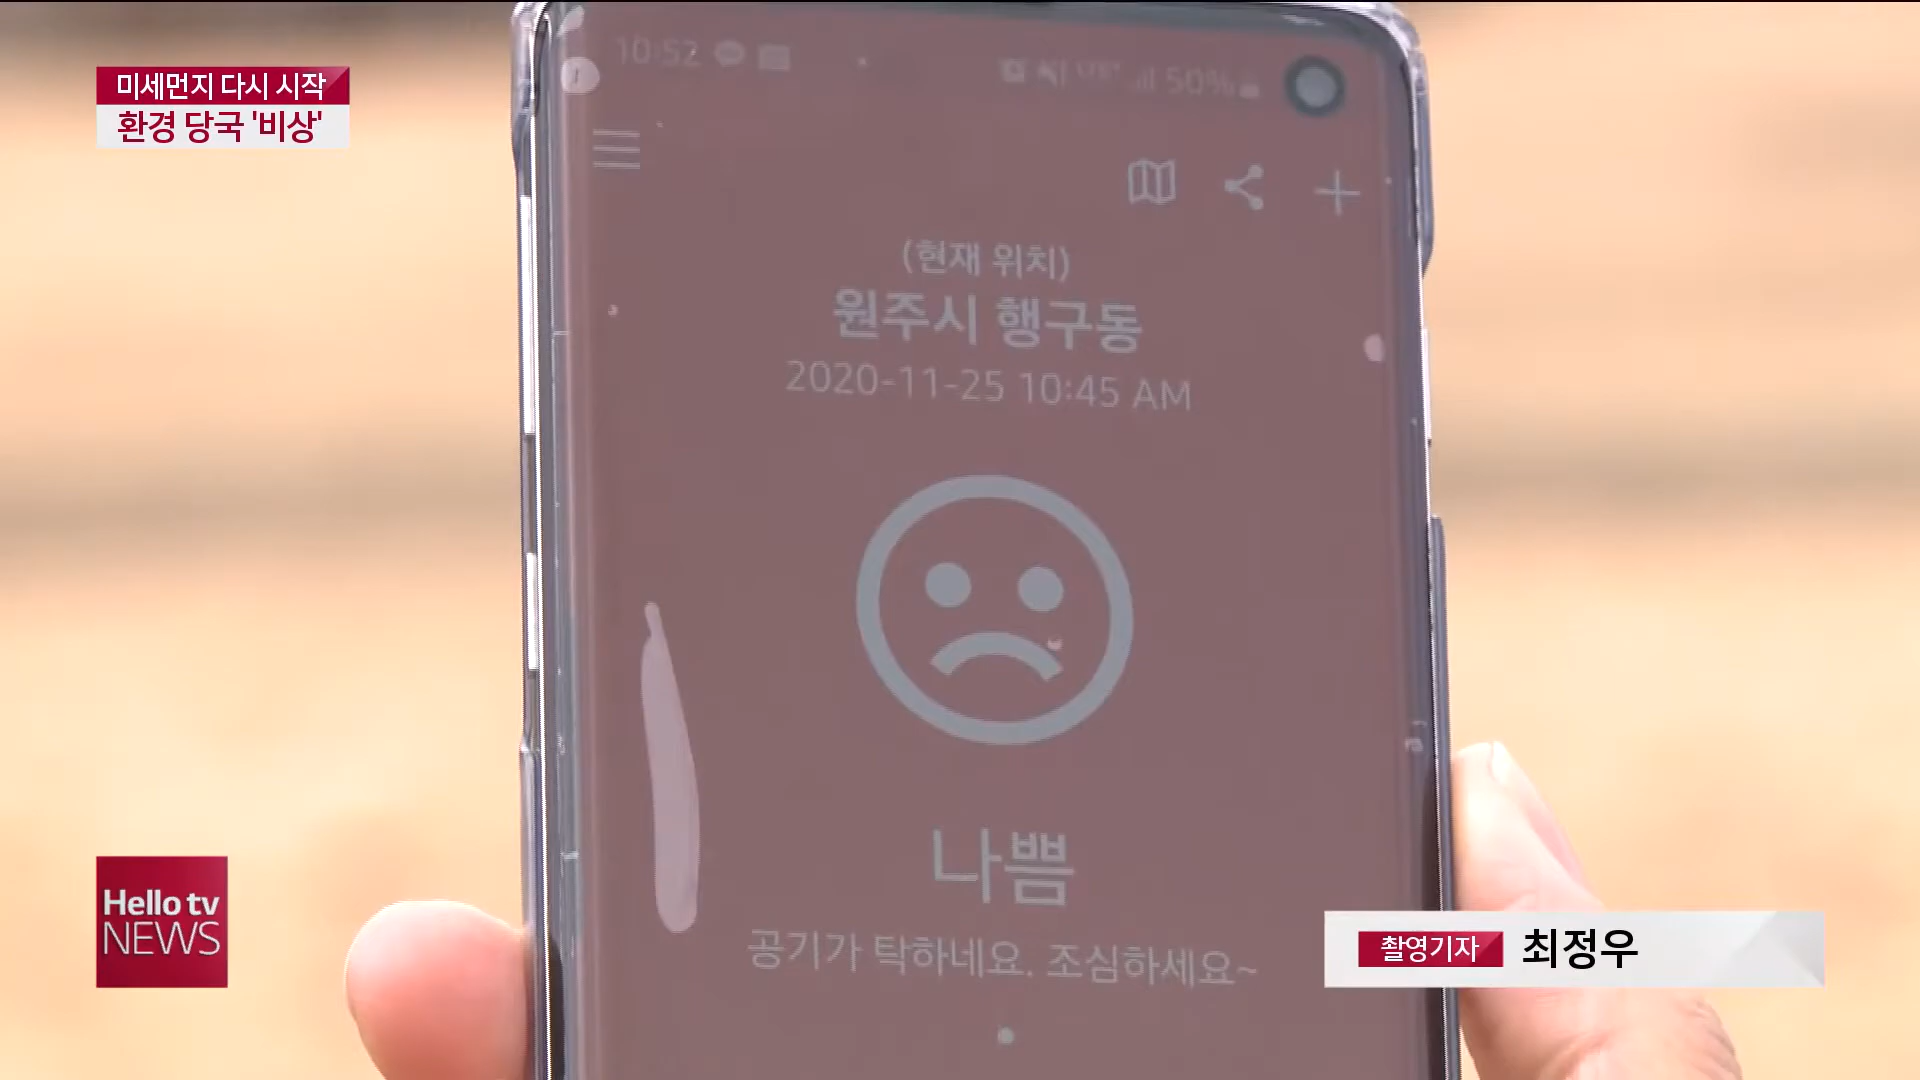 미세먼지 다시 시작
환경 당국 '비상'
10:52
50%
(현재 위치)
원주시 행구동
2020-11-25 10:45 AM
나쁨
공기가 탁하네요. 조심하세요~
Hello tv
NEWS
촬영기자 최정우